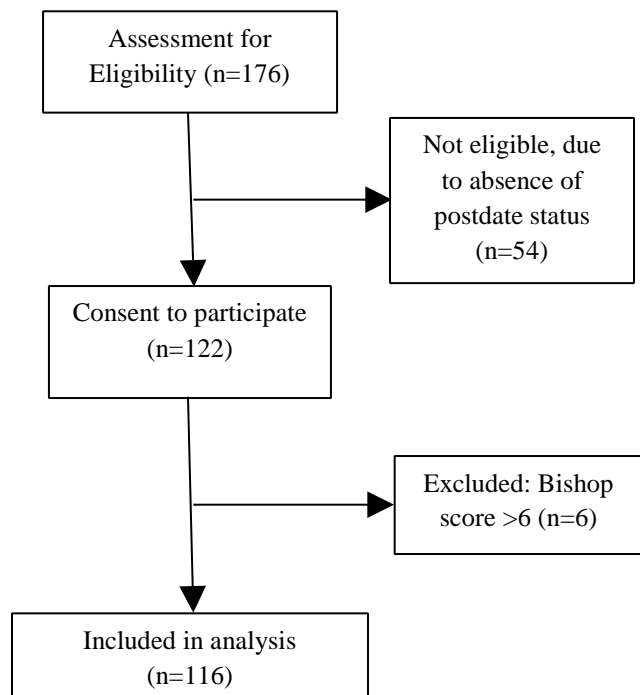 Assessment for
Eligibility (n=176)
Not eligible, due
to absence of
postdate status
(n=54)
Consent to participate
(n=122)
Excluded: Bishop
score >6 (n=6)
Included in analysis
(n=116)